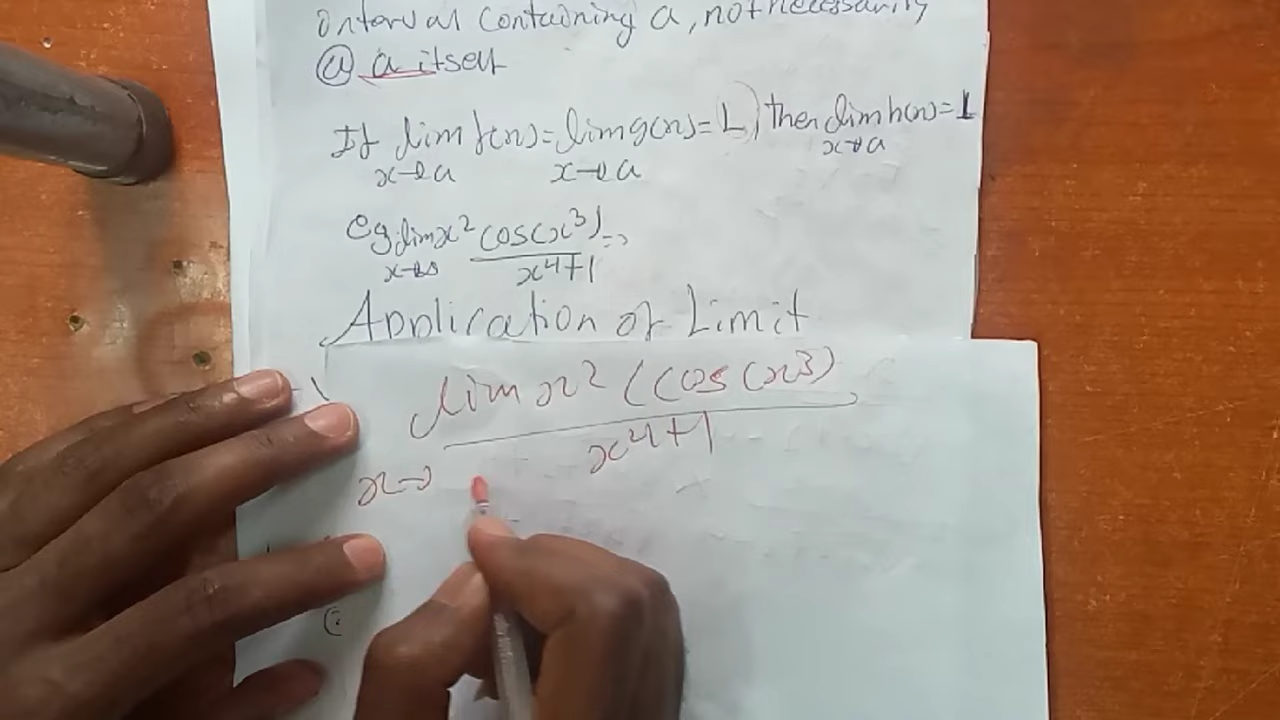 interval containing a, not necessarily
@ a itself
If lim f(x) = lim g(x) = L, then lim h(x) = L
x→a x→a x→a
eg lim x² cos(x³) =>
x→ x⁴+1
Application of Limit
lim x² (cos(x³)
x→ x⁴+1